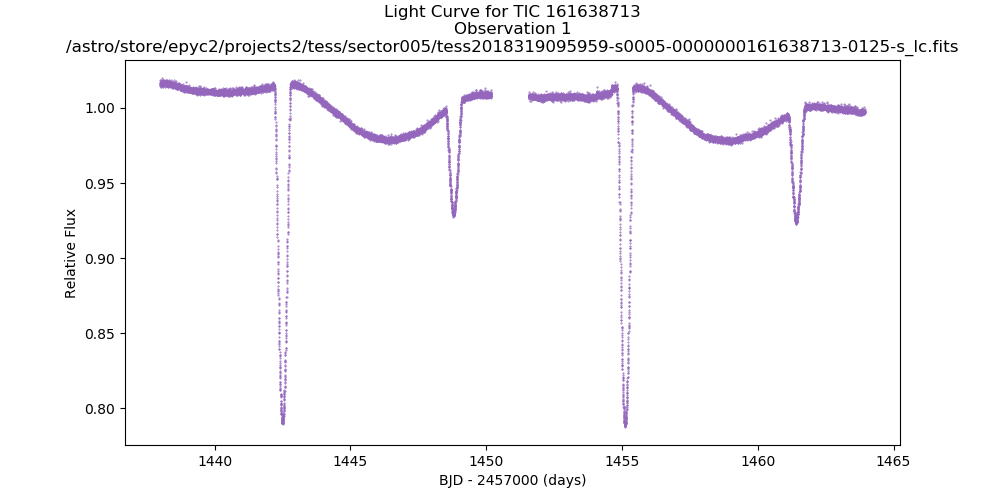 Light Curve for TIC 161638713
Observation 1
/astro/store/epyc2/projects2/tess/sector005/tess2018319095959-s0005-0000000161638713-0125-s_lc.fits
1.00
0.95
0.90
0.85
0.80
Relative Flux
1440
1445
1450
1455
1460
1465
BJD - 2457000 (days)